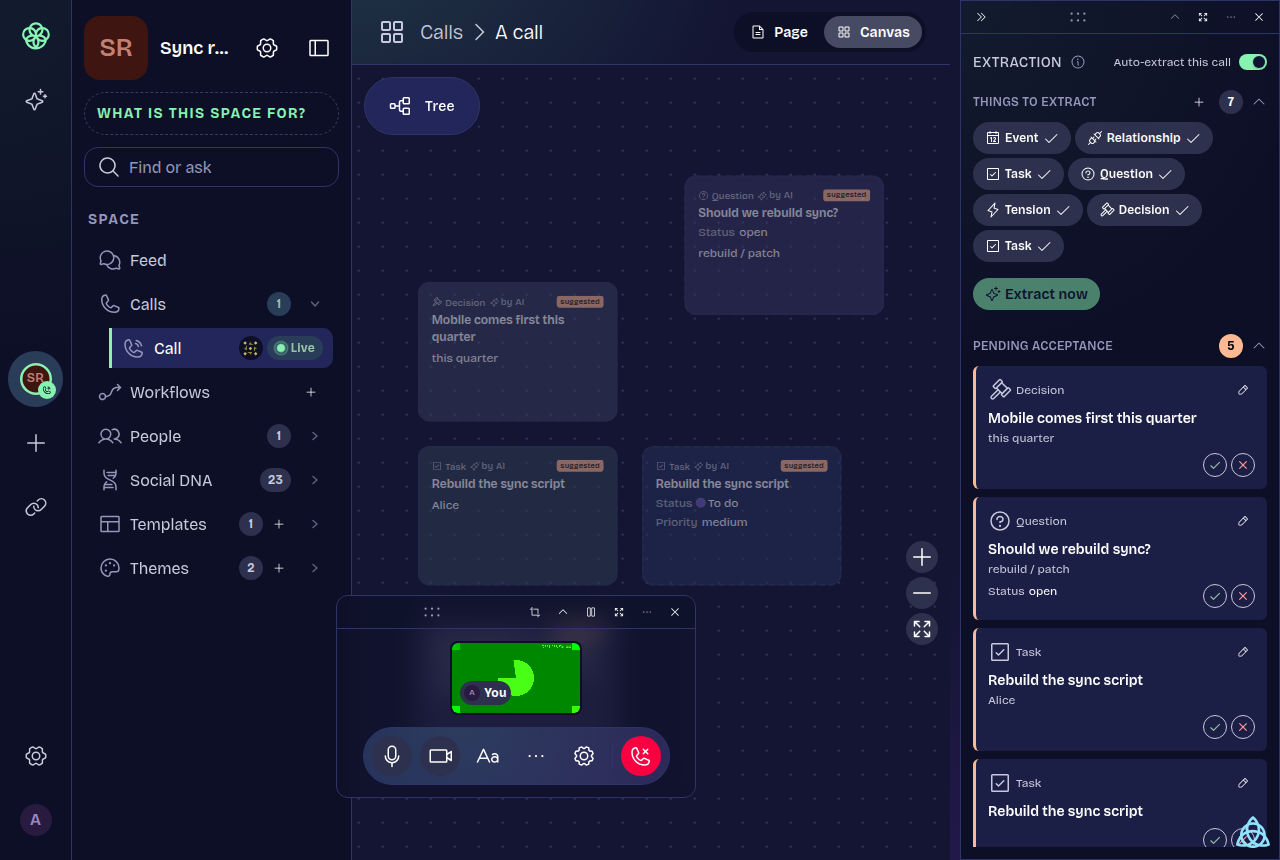 SR
Sync r...
WHAT IS THIS SPACE FOR?
Find or ask
SPACE
Feed
Calls
1
Call
Live
Workflows
People
1
Social DNA
23
Templates
1
Themes
2
SR
A
Calls
A call
Page
Canvas
Tree
Question by AI suggested
Should we rebuild sync?
Status open
rebuild / patch
Decision by AI suggested
Mobile comes first this
quarter
this quarter
Task by AI suggested
Rebuild the sync script
Alice
Task by AI suggested
Rebuild the sync script
Status To do
Priority medium
A You
Aa
EXTRACTION
Auto-extract this call
THINGS TO EXTRACT
7
Event
Relationship
Task
Question
Tension
Decision
Task
Extract now
PENDING ACCEPTANCE
5
Decision
Mobile comes first this quarter
this quarter
Question
Should we rebuild sync?
rebuild / patch
Status open
Task
Rebuild the sync script
Alice
Task
Rebuild the sync script